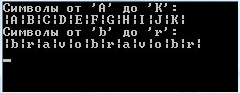 Символы от 'A' до 'K':
|A|B|C|D|E|F|G|H|I|J|K|
Символы от 'b' до 'r':
|b|r|a|v|o|b|r|a|v|o|b|r|